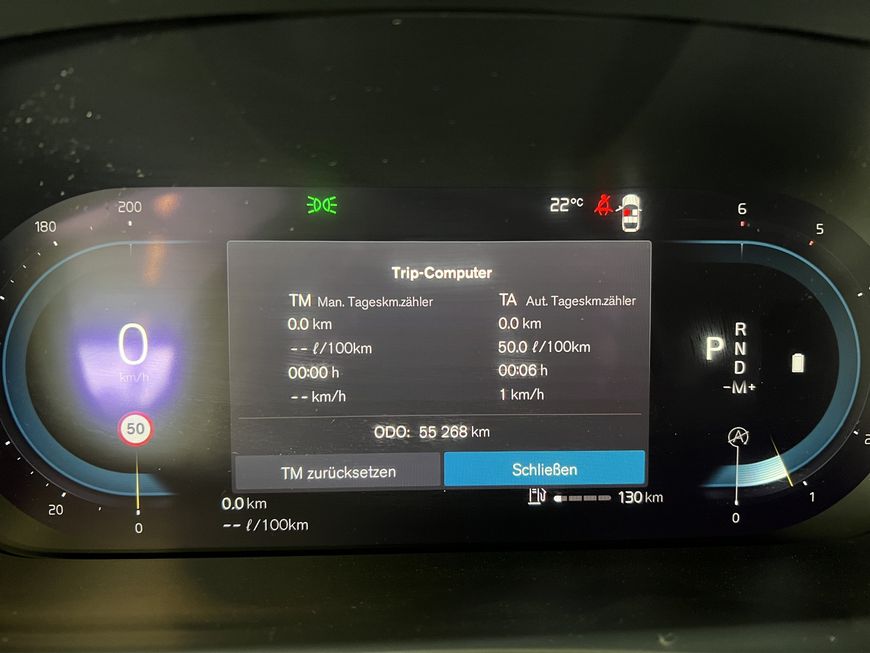 200
22°C
6
180
5
Trip-Computer
TM Man. Tageskm.zähler
TA Aut. Tageskm.zähler
0.0 km
0.0 km
-- ℓ/100km
50.0 ℓ/100km
00:00 h
00:06 h
-- km/h
1 km/h
ODO: 55 268 km
TM zurücksetzen
Schließen
0
km/h
50
P
R
N
D
-M+
A
20
0
0.0 km
-- ℓ/100km
130 km
1
2
0